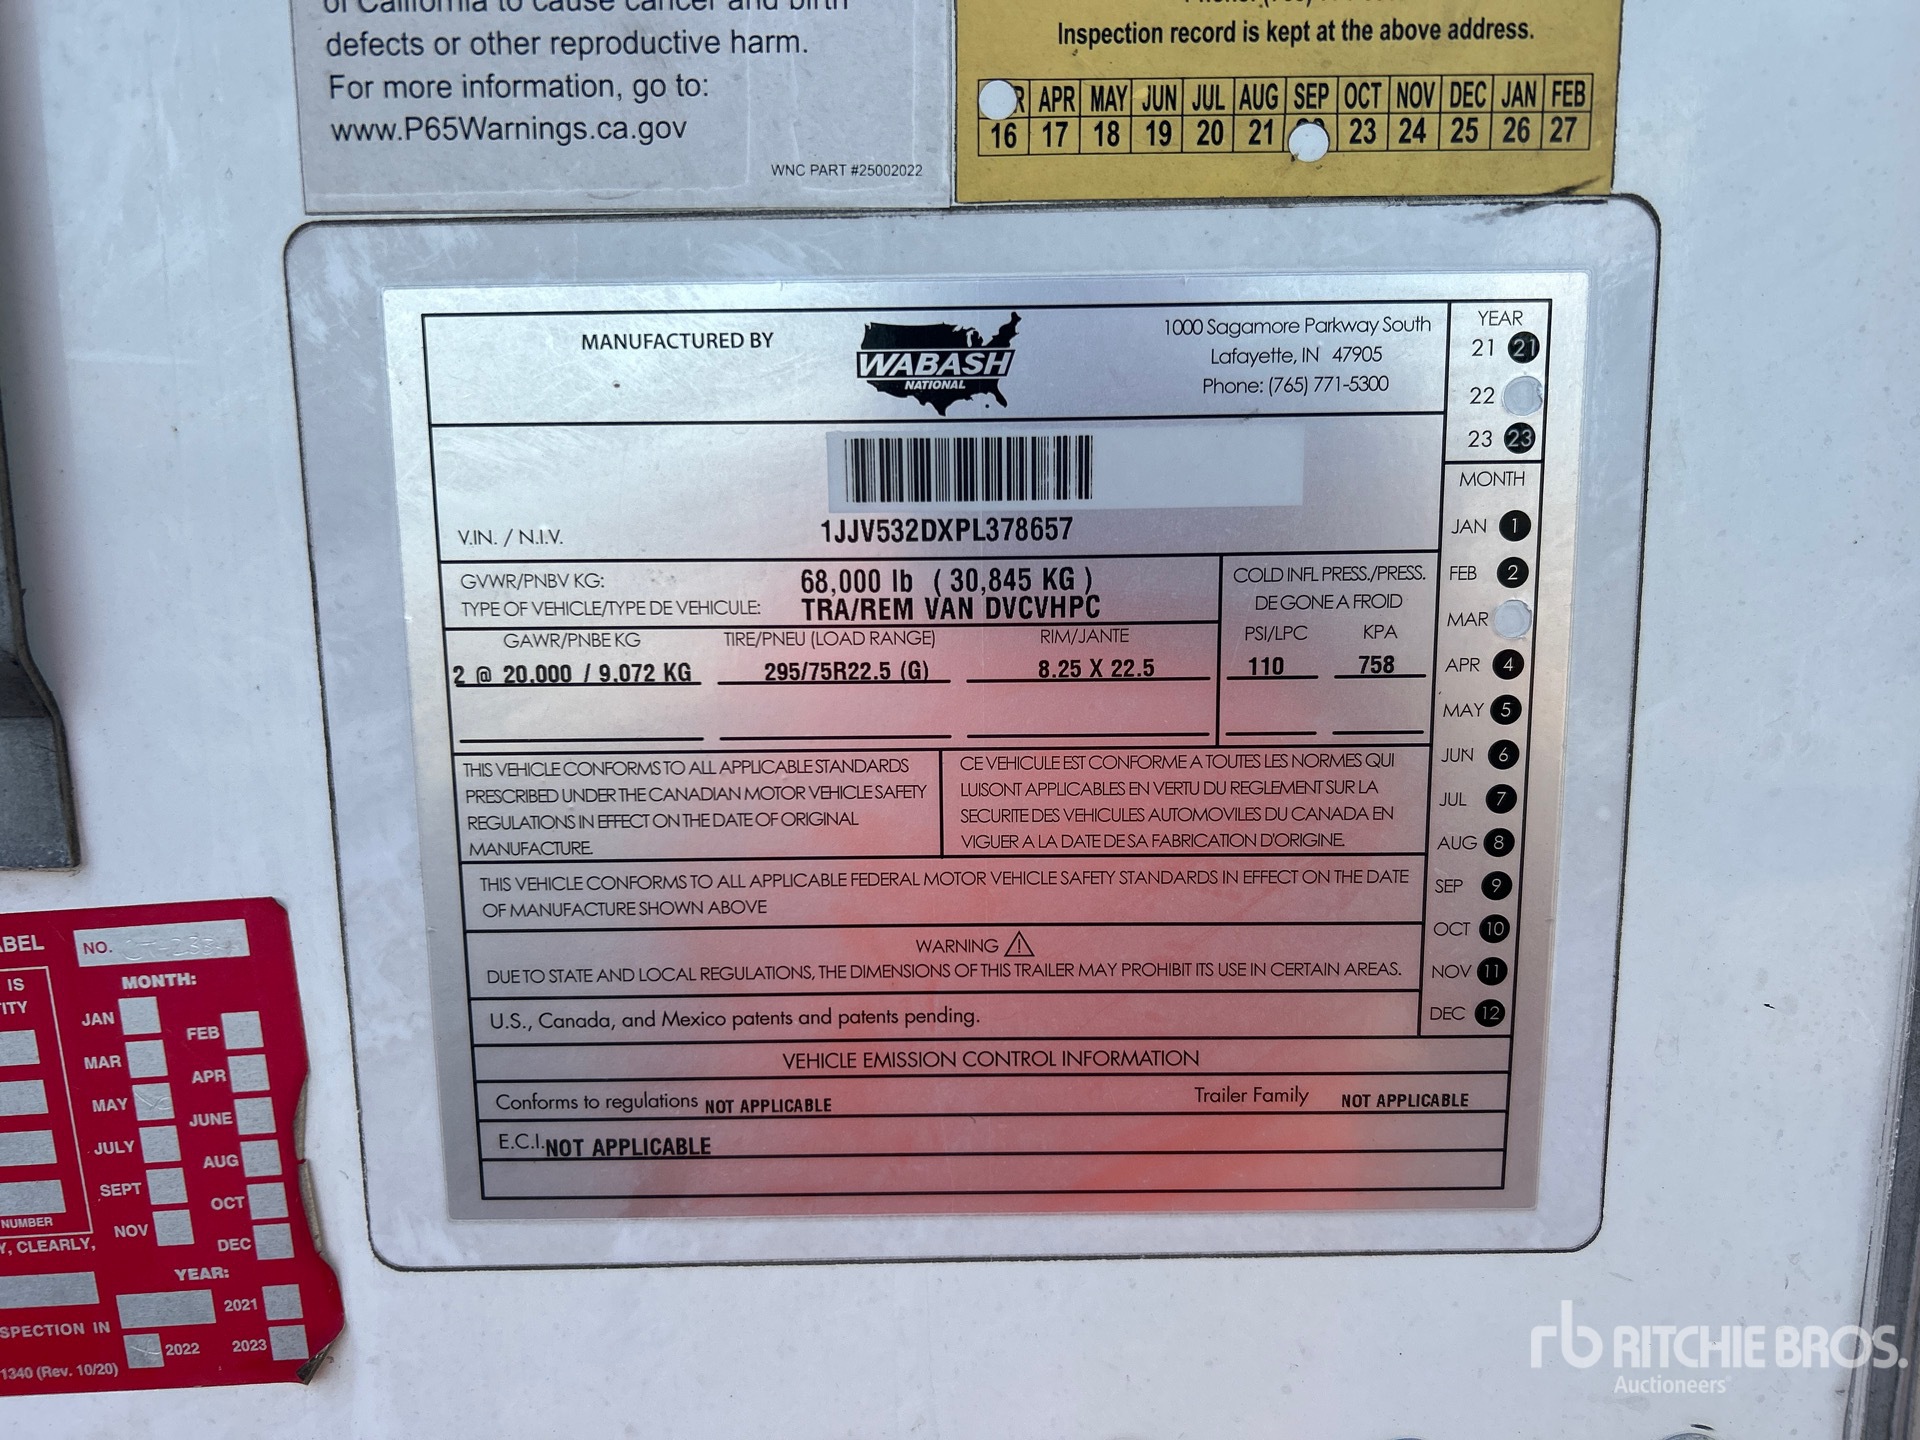 of California to cause cancer and birth
defects or other reproductive harm.
For more information, go to:
www.P65Warnings.ca.gov
WNC PART #25002022
Inspection record is kept at the above address.
APR MAY JUN JUL AUG SEP OCT NOV DEC JAN FEB
16 17 18 19 20 21 23 24 25 26 27
MANUFACTURED BY
WABASH
NATIONAL
1000 Sagamore Parkway South
Lafayette, IN 47905
Phone: (765) 771-5300
YEAR
21 21
22
23 23
V.IN. / N.I.V.
1JJV532DXPL378657
GVWR/PNBV KG: 68,000 lb ( 30,845 KG )
TYPE OF VEHICLE/TYPE DE VEHICULE: TRA/REM VAN DVCVHPC
COLD INFL PRESS./PRESS.
DE GONE A FROID
GAWR/PNBE KG TIRE/PNEU (LOAD RANGE) RIM/JANTE PSI/LPC KPA
2 @ 20,000 / 9,072 KG 295/75R22.5 (G) 8.25 X 22.5 110 758
MONTH
JAN 1
FEB 2
MAR
APR 4
MAY 5
JUN 6
JUL 7
AUG 8
SEP 9
OCT 10
NOV 11
DEC 12
THIS VEHICLE CONFORMS TO ALL APPLICABLE STANDARDS
PRESCRIBED UNDER THE CANADIAN MOTOR VEHICLE SAFETY
REGULATIONS IN EFFECT ON THE DATE OF ORIGINAL
MANUFACTURE.
CE VEHICULE EST CONFORME A TOUTES LES NORMES QUI
LUI SONT APPLICABLES EN VERTU DU REGLEMENT SUR LA
SECURITE DES VEHICULES AUTOMOVILES DU CANADA EN
VIGUER A LA DATE DE SA FABRICATION D'ORIGINE.
THIS VEHICLE CONFORMS TO ALL APPLICABLE FEDERAL MOTOR VEHICLE SAFETY STANDARDS IN EFFECT ON THE DATE
OF MANUFACTURE SHOWN ABOVE
WARNING
DUE TO STATE AND LOCAL REGULATIONS, THE DIMENSIONS OF THIS TRAILER MAY PROHIBIT ITS USE IN CERTAIN AREAS.
U.S., Canada, and Mexico patents and patents pending.
VEHICLE EMISSION CONTROL INFORMATION
Conforms to regulations NOT APPLICABLE Trailer Family NOT APPLICABLE
E.C.I. NOT APPLICABLE
NO.
IS
MONTH:
JAN FEB
MAR APR
MAY JUNE
JULY AUG
SEPT OCT
NOV DEC
NUMBER
CLEARLY,
YEAR:
2021
IN
2022 2023
1340 (Rev. 10/20)
rb RITCHIE BROS.
Auctioneers